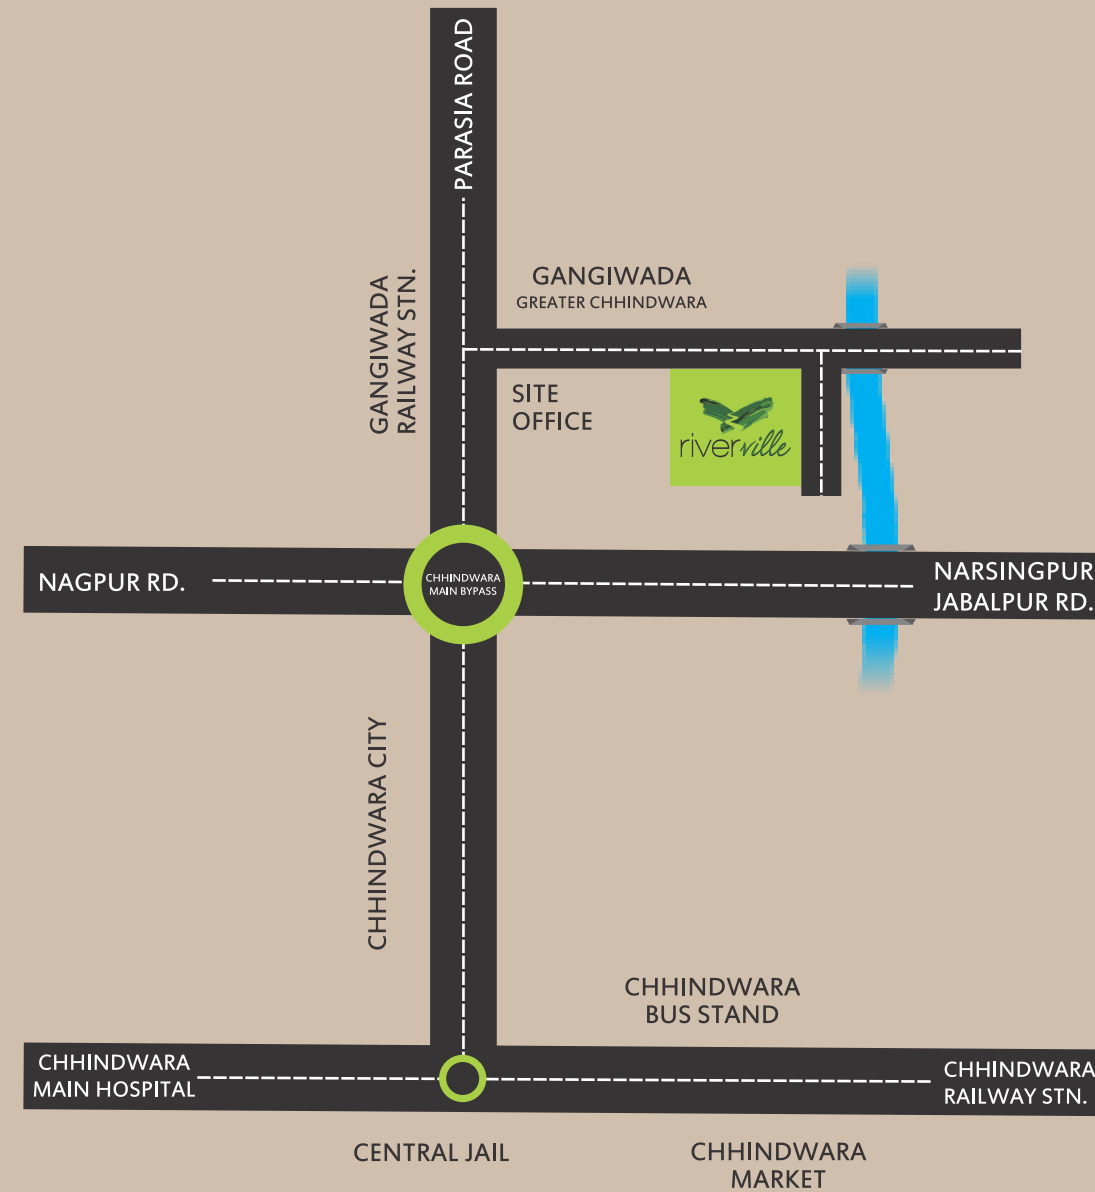 PARASIA ROAD
GANGIWADA
RAILWAY STN.
GANGIWADA
GREATER CHHINDWARA
SITE
OFFICE
riverville
NAGPUR RD.
CHHINDWARA
MAIN BYPASS
NARSINGPUR
JABALPUR RD.
CHHINDWARA CITY
CHHINDWARA
BUS STAND
CHHINDWARA
MAIN HOSPITAL
CHHINDWARA
RAILWAY STN.
CENTRAL JAIL
CHHINDWARA
MARKET